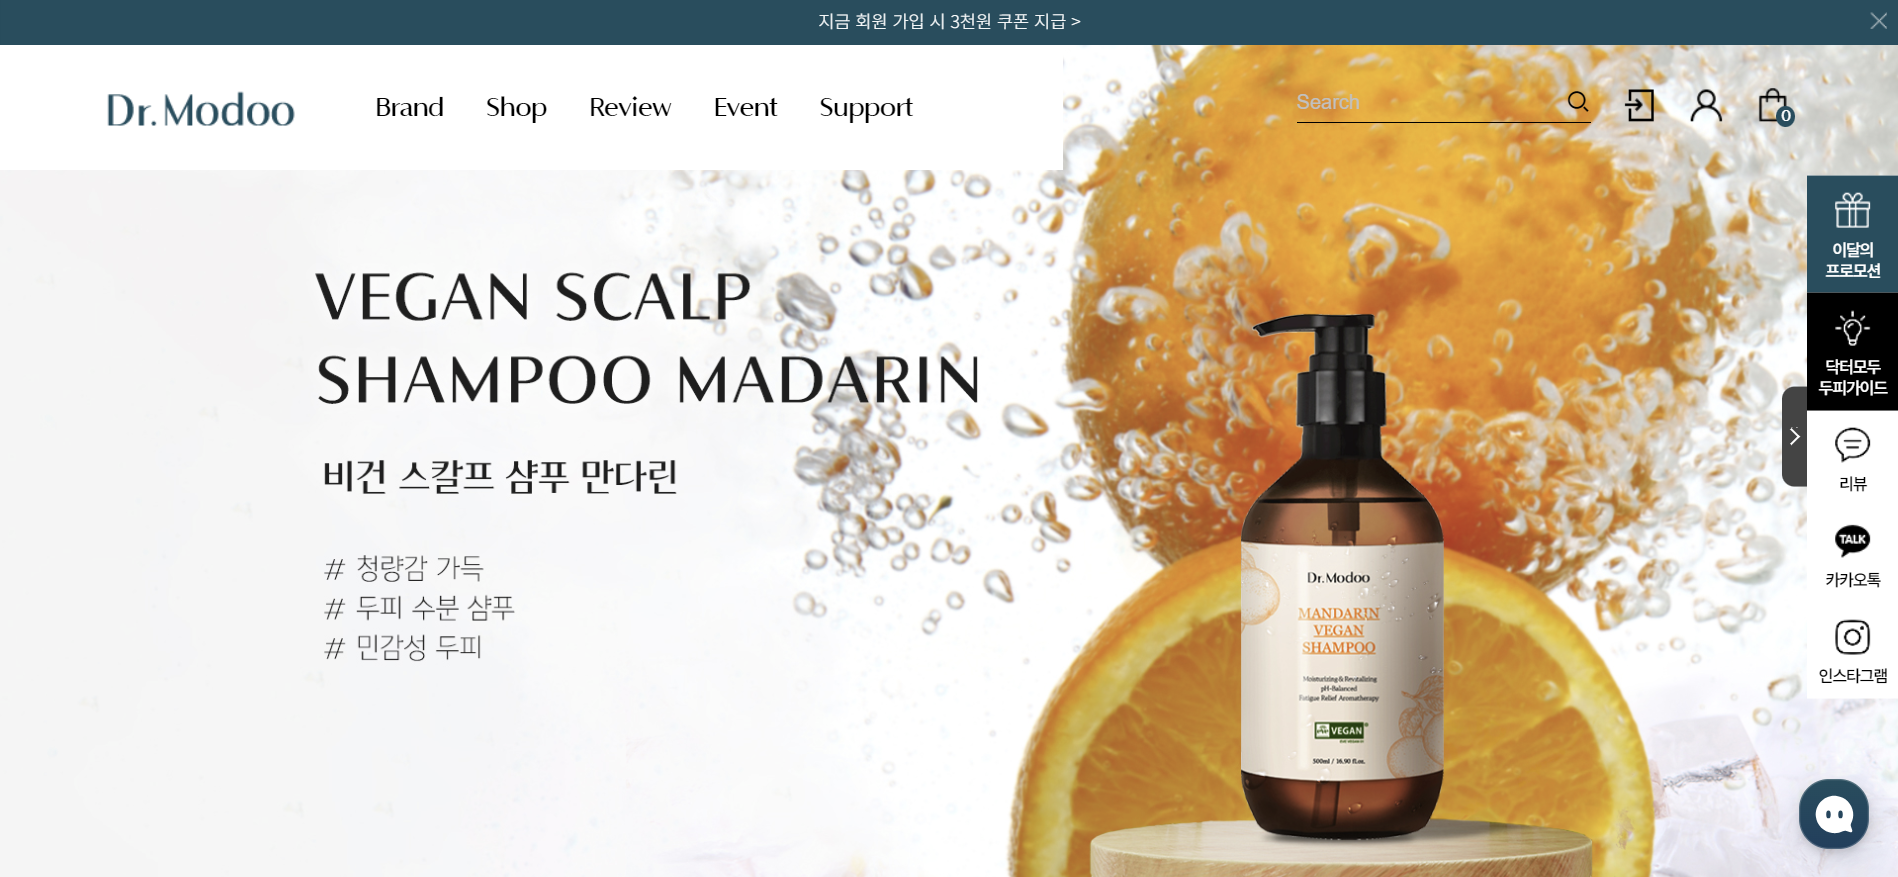 지금 회원 가입 시 3천원 쿠폰 지급 >
Dr.Modoo
Brand
Shop
Review
Event
Support
Search
0
VEGAN SCALP
SHAMPOO MADARIN
비건 스칼프 샴푸 만다린
# 청량감 가득
# 두피 수분 샴푸
# 민감성 두피
Dr.Modoo
MANDARIN
VEGAN
SHAMPOO
Moisturizing & Revitalizing
pH-Balanced
Fatigue Relief Aromatherapy
VEGAN
500ml / 16.90 fl.oz.
이달의
프로모션
닥터모두
두피가이드
리뷰
TALK
카카오톡
인스타그램